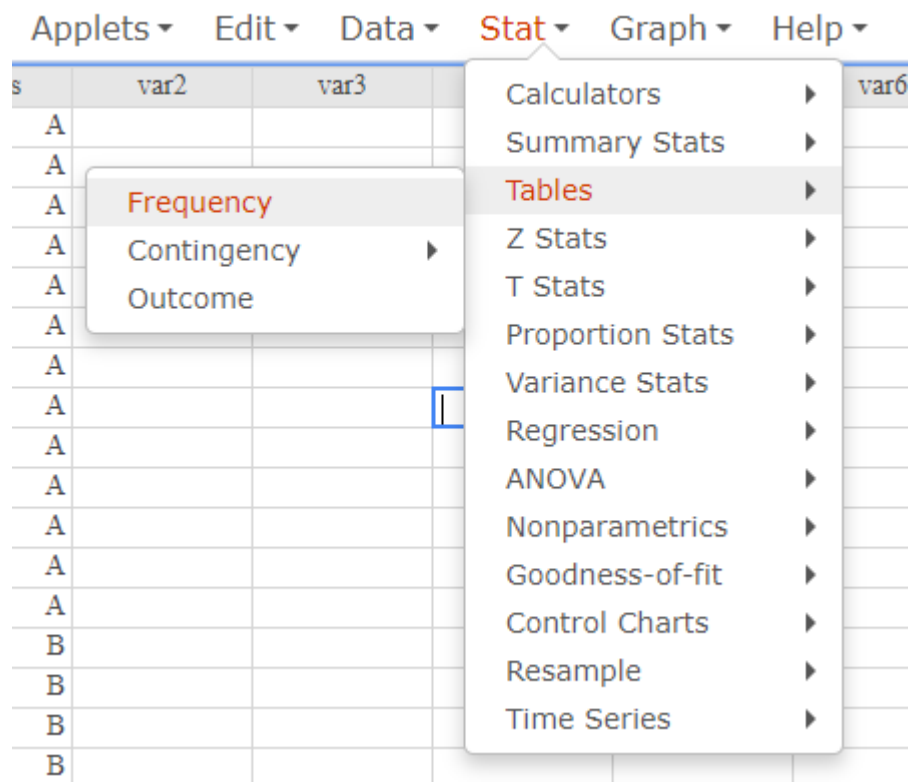 Applets Edit Data Stat Graph Help
s var2 var3 var6
A
A
A
A
A
A
A
A
A
A
A
A
A
B
B
B
B
Frequency
Contingency
Outcome
Calculators
Summary Stats
Tables
Z Stats
T Stats
Proportion Stats
Variance Stats
Regression
ANOVA
Nonparametrics
Goodness-of-fit
Control Charts
Resample
Time Series